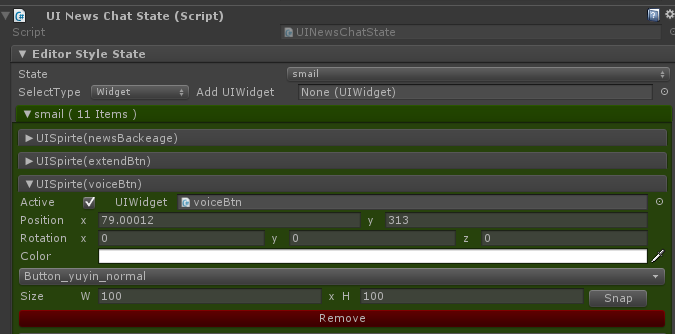 UI News Chat State (Script)
Script UINewsChatState
Editor Style State
State smail
SelectType Widget Add UIWidget None (UIWidget)
smail ( 11 Items )
UISpirte(newsBackeage)
UISpirte(extendBtn)
UISpirte(voiceBtn)
Active UIWidget voiceBtn
Position x 79.00012 y 313
Rotation x 0 y 0 z 0
Color
Button_yuyin_normal
Size W 100 x H 100 Snap
Remove